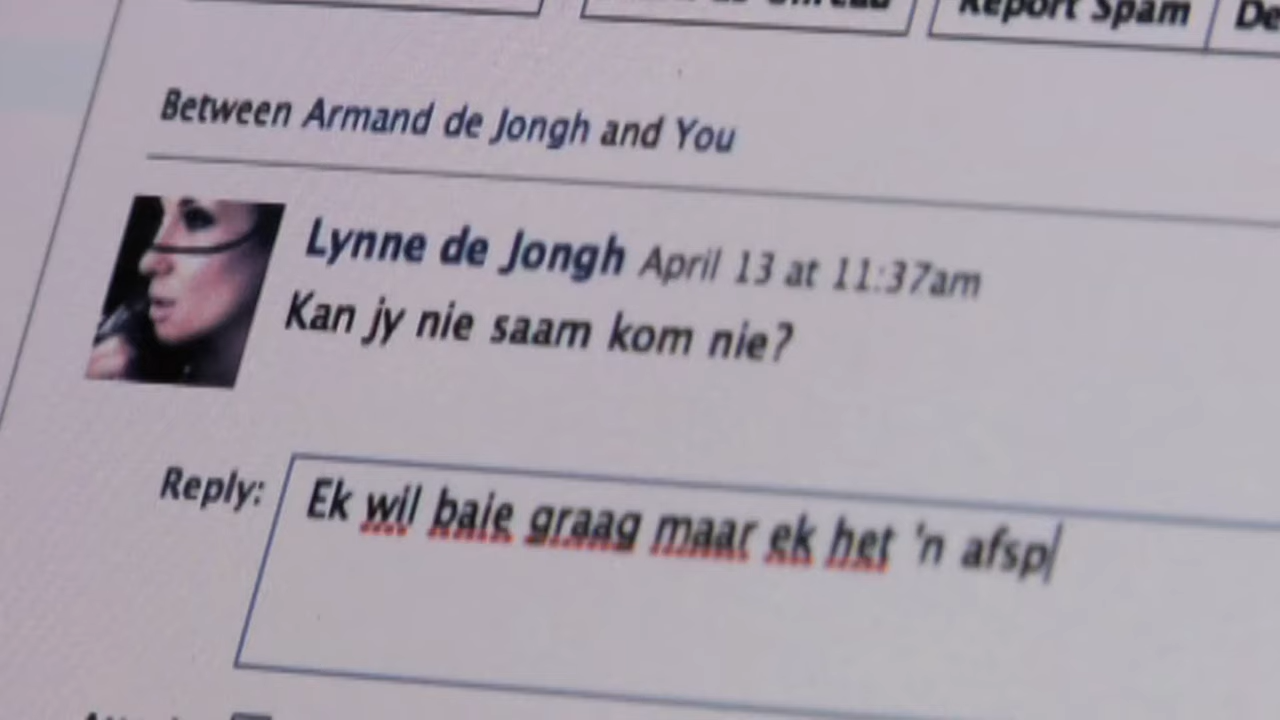 Report Spam
Between Armand de Jongh and You
Lynne de Jongh April 13 at 11:37am
Kan jy nie saam kom nie?
Reply: Ek wil baie graag maar ek het 'n afsp